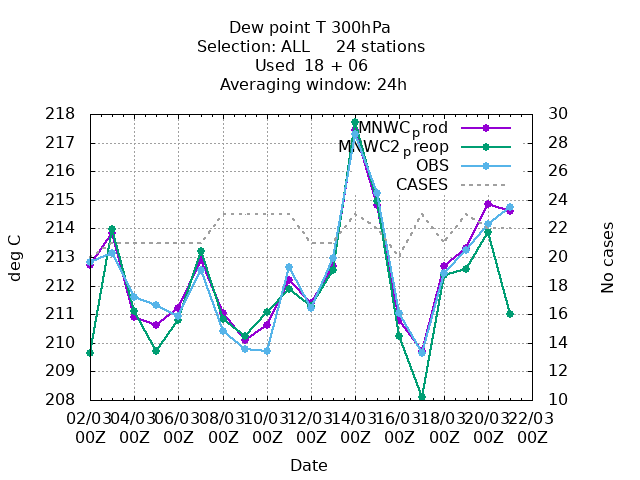 Dew point T 300hPa
Selection: ALL 24 stations
Used 18 + 06
Averaging window: 24h
218 30
217 28
216 26
215 24
214 22
213 20
212 18
211 16
210 14
209 12
208 10
MNWCprod
MNWC2preop
OBS
CASES
deg C
No cases
02/03 04/03 06/03 08/03 10/03 12/03 14/03 16/03 18/03 20/03 22/03
00Z 00Z 00Z 00Z 00Z 00Z 00Z 00Z 00Z 00Z 00Z
Date